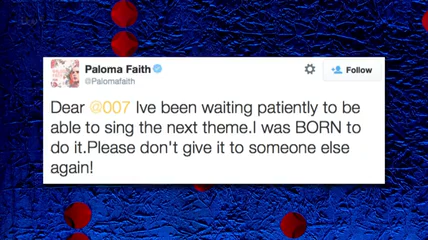 itv
Paloma Faith
@Palomafaith
Follow
Dear @007 Ive been waiting patiently to be
able to sing the next theme.I was BORN to
do it.Please don't give it to someone else
again!